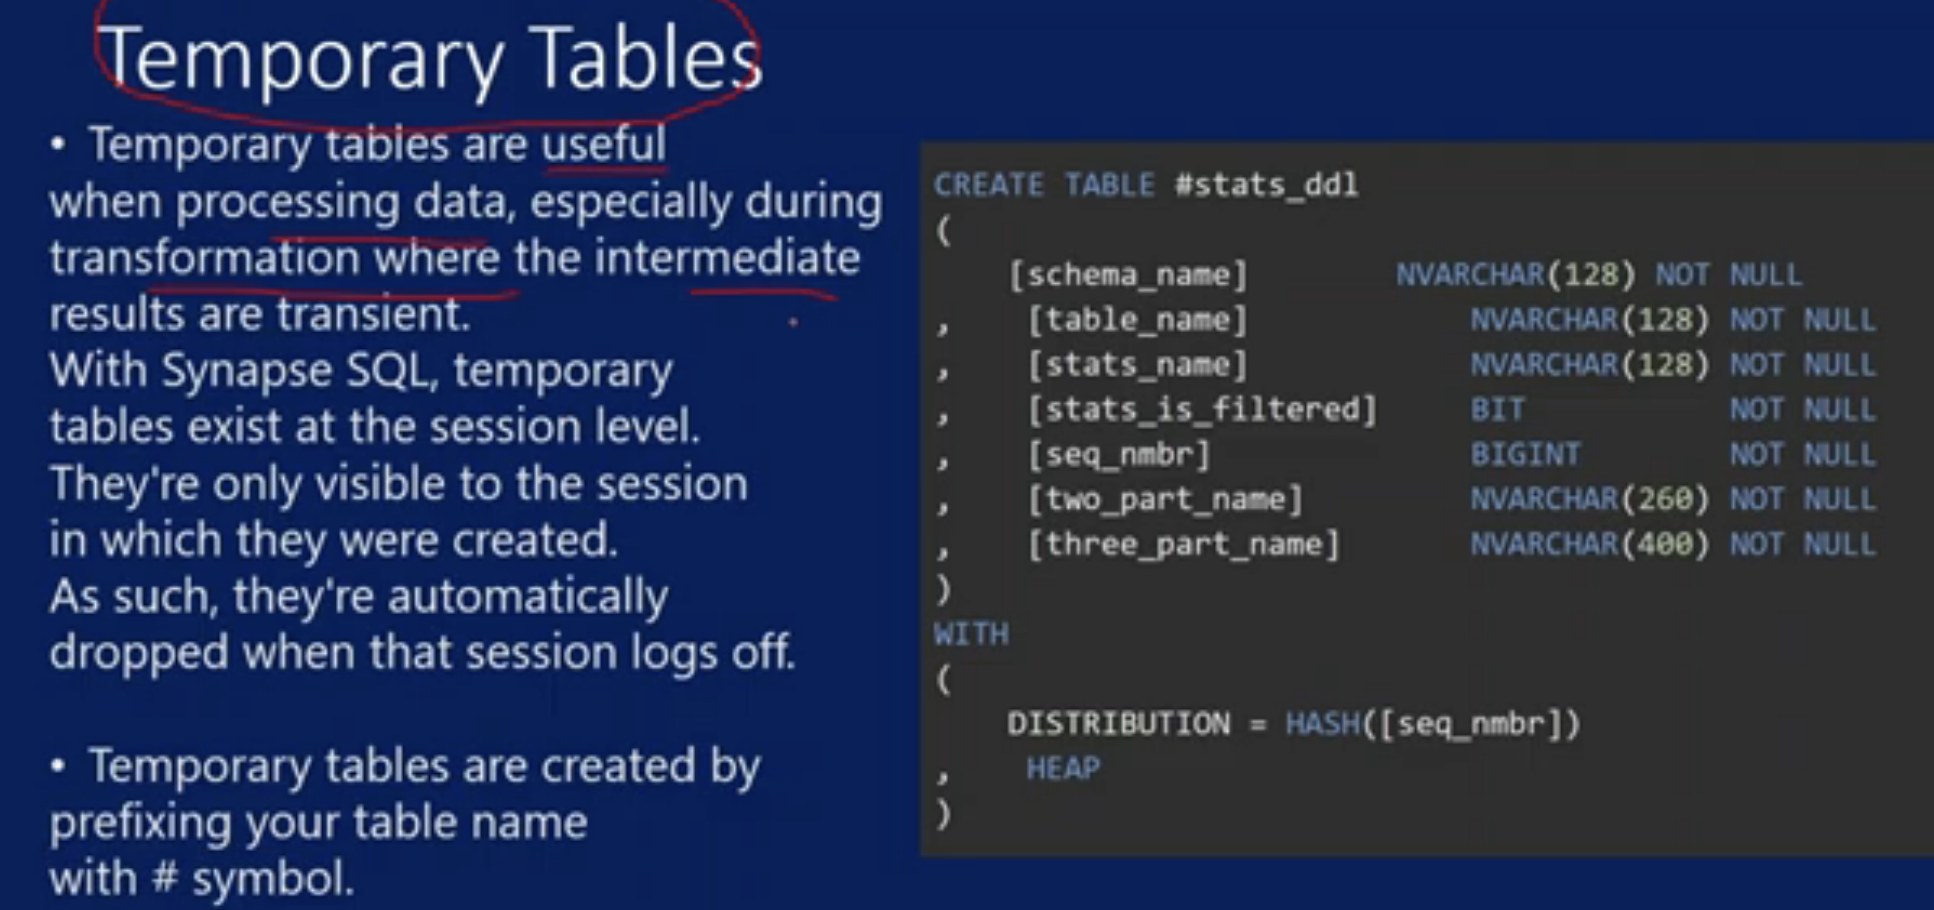 Temporary Tables
• Temporary tables are useful
when processing data, especially during
transformation where the intermediate
results are transient.
With Synapse SQL, temporary
tables exist at the session level.
They're only visible to the session
in which they were created.
As such, they're automatically
dropped when that session logs off.
• Temporary tables are created by
prefixing your table name
with # symbol.
CREATE TABLE #stats_ddl
(
[schema_name] NVARCHAR(128) NOT NULL
, [table_name] NVARCHAR(128) NOT NULL
, [stats_name] NVARCHAR(128) NOT NULL
, [stats_is_filtered] BIT NOT NULL
, [seq_nmbr] BIGINT NOT NULL
, [two_part_name] NVARCHAR(260) NOT NULL
, [three_part_name] NVARCHAR(400) NOT NULL
)
WITH
(
DISTRIBUTION = HASH([seq_nmbr])
, HEAP
)